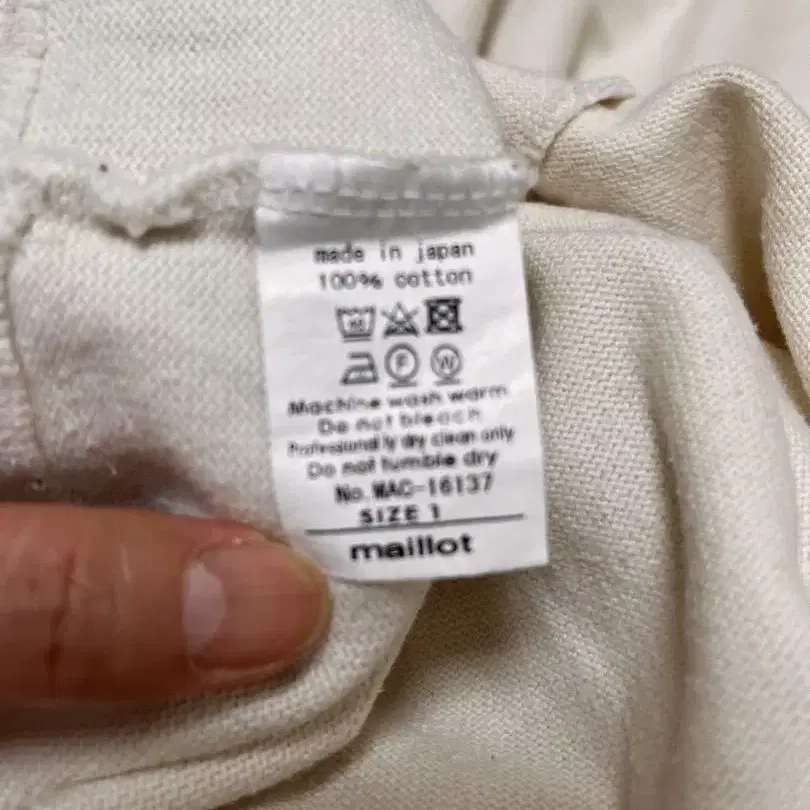 made in japan
100% cotton
F W
Machine wash warm
Do not bleach
Professionally dry clean only
Do not tumble dry
No.MAC-16137
SIZE 1
maillot